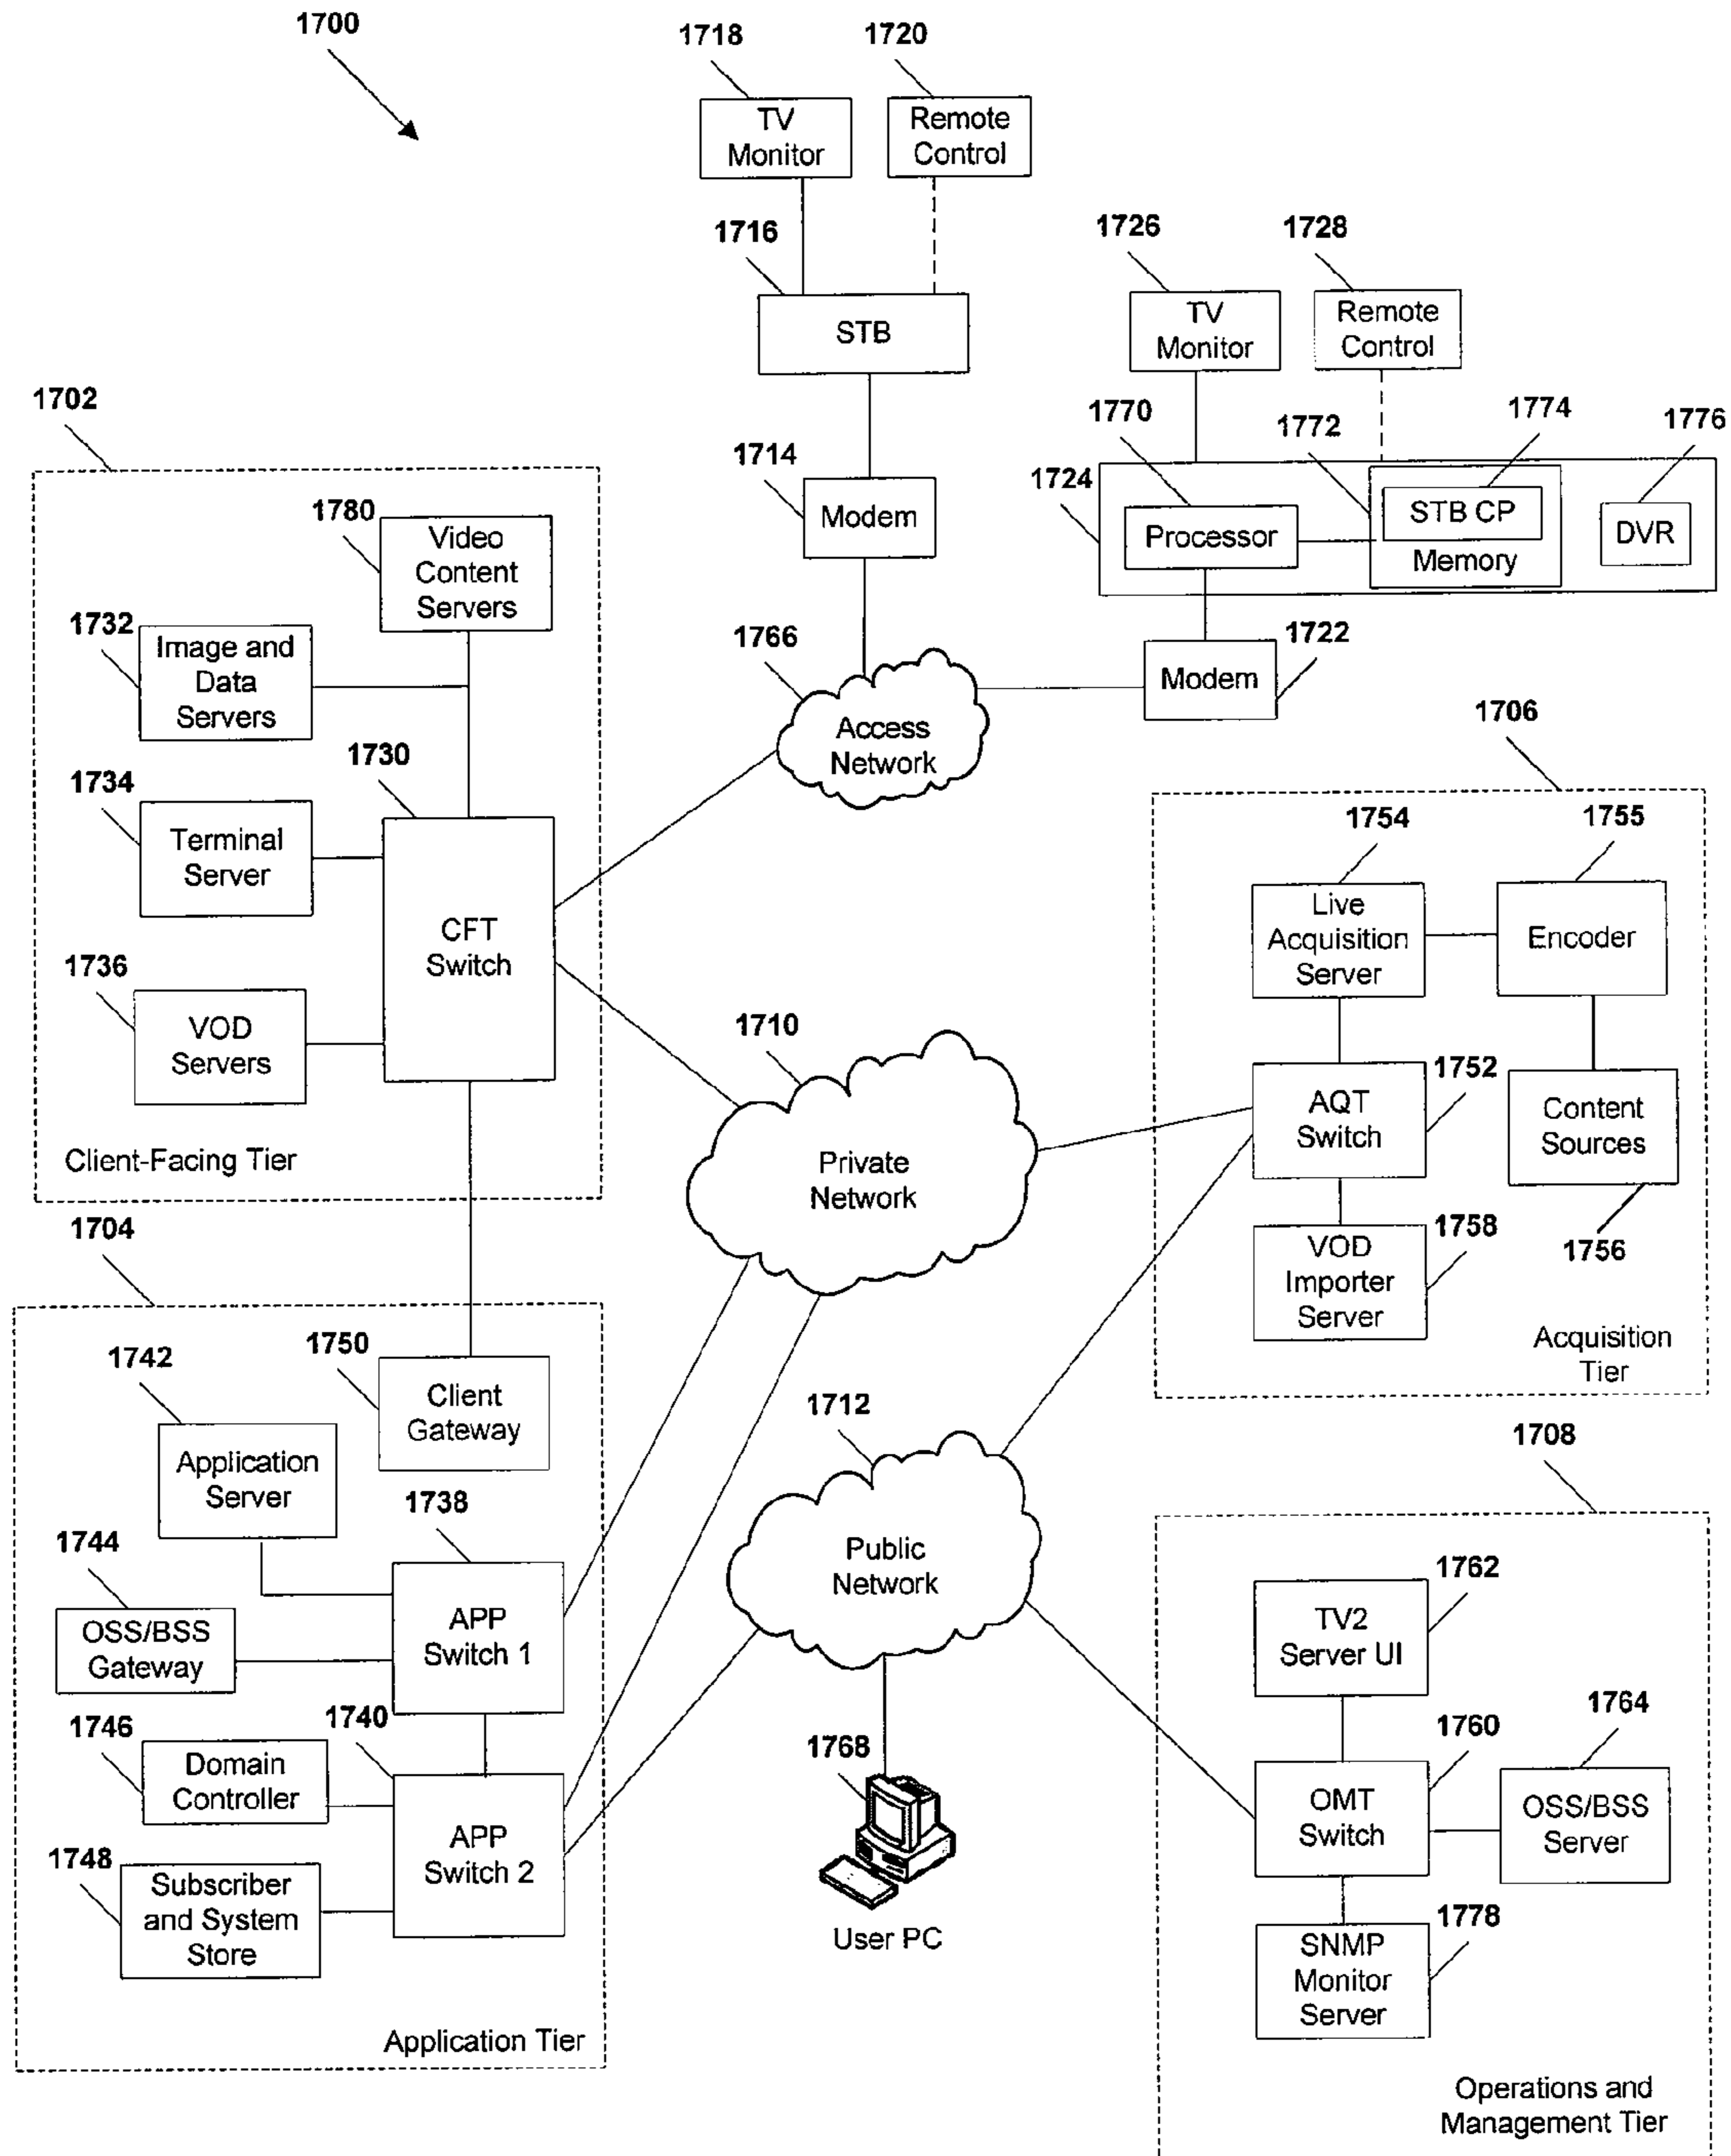 1700
1718
1720
TV
Monitor
Remote
Control
1716
STB
1726
1728
TV
Monitor
Remote
Control
1714
Modem
1770
1772
1774
1776
1724
Processor
STB CP
Memory
DVR
1722
Modem
1766
Access
Network
1702
1780
Video
Content
Servers
1732
Image and
Data
Servers
1730
1734
Terminal
Server
CFT
Switch
1736
VOD
Servers
Client-Facing Tier
1710
Private
Network
1706
1754
1755
Live
Acquisition
Server
Encoder
1752
AQT
Switch
Content
Sources
1756
1758
VOD
Importer
Server
Acquisition
Tier
1704
1750
Client
Gateway
1742
Application
Server
1738
1744
OSS/BSS
Gateway
APP
Switch 1
1746
1740
Domain
Controller
APP
Switch 2
1748
Subscriber
and System
Store
Application Tier
1712
Public
Network
1768
User PC
1708
1762
TV2
Server UI
1760
1764
OMT
Switch
OSS/BSS
Server
1778
SNMP
Monitor
Server
Operations and
Management Tier